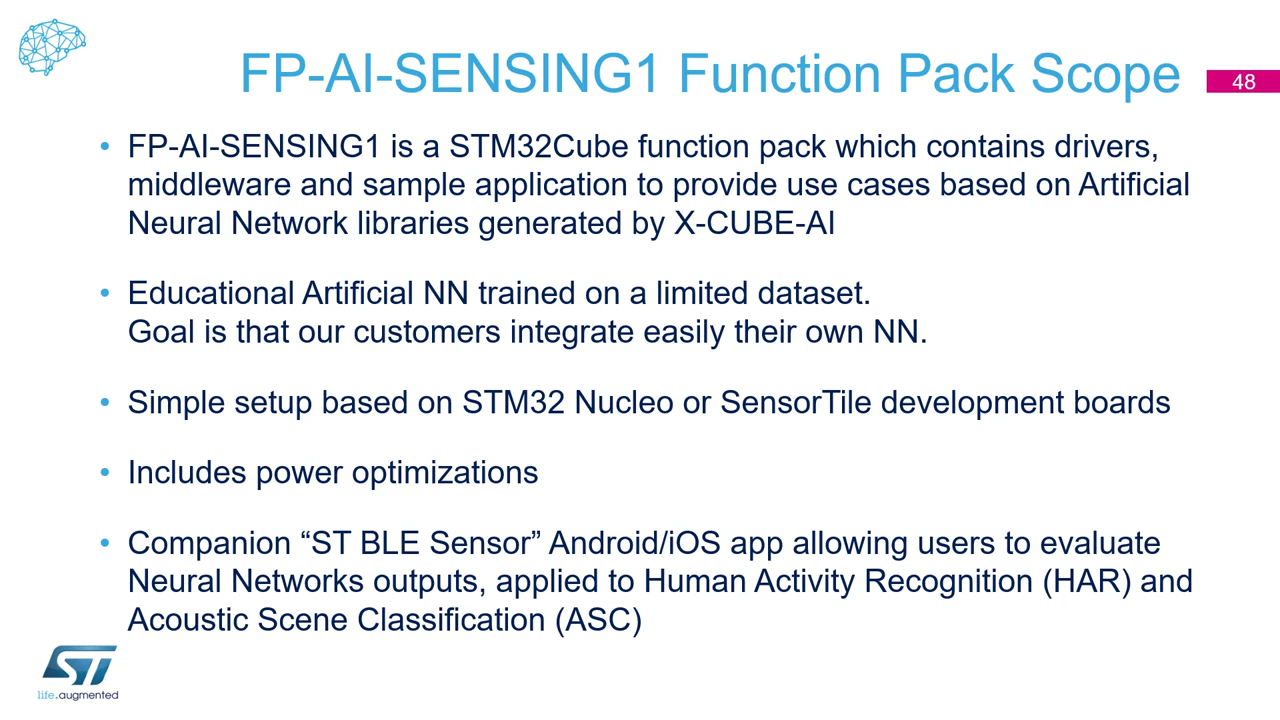 FP-AI-SENSING1 Function Pack Scope
48
• FP-AI-SENSING1 is a STM32Cube function pack which contains drivers,
middleware and sample application to provide use cases based on Artificial
Neural Network libraries generated by X-CUBE-AI
• Educational Artificial NN trained on a limited dataset.
Goal is that our customers integrate easily their own NN.
• Simple setup based on STM32 Nucleo or SensorTile development boards
• Includes power optimizations
• Companion “ST BLE Sensor” Android/iOS app allowing users to evaluate
Neural Networks outputs, applied to Human Activity Recognition (HAR) and
Acoustic Scene Classification (ASC)
ST
life.augmented